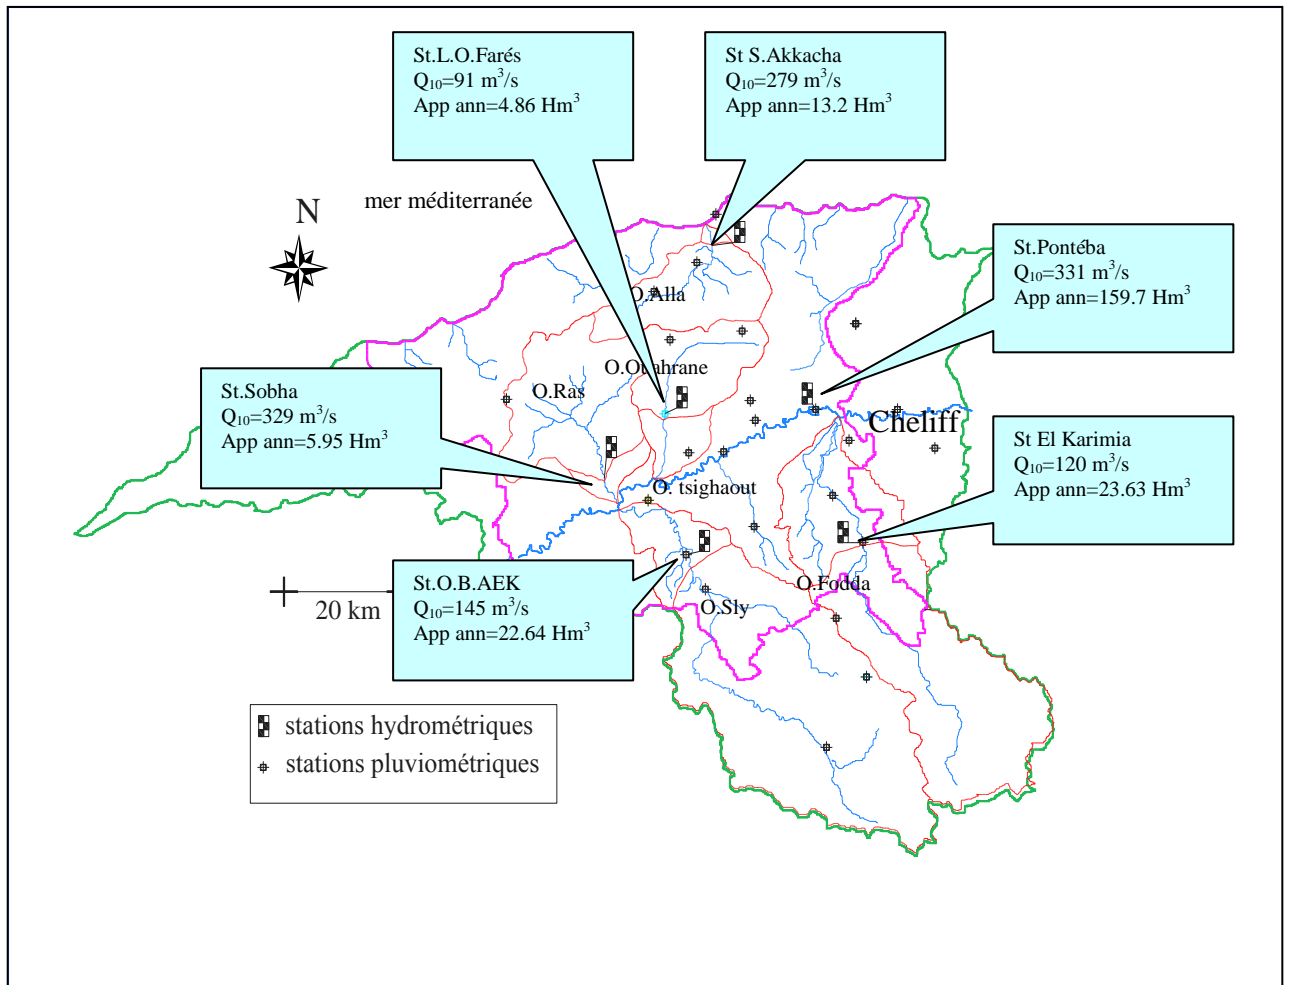 St.L.O.Farés
Q₁₀=91 m³/s
App ann=4.86 Hm³
St S.Akkacha
Q₁₀=279 m³/s
App ann=13.2 Hm³
mer méditerranée
N
St.Pontéba
Q₁₀=331 m³/s
App ann=159.7 Hm³
O.Alla
O.Ouahrane
O.Ras
St.Sobha
Q₁₀=329 m³/s
App ann=5.95 Hm³
Cheliff
St El Karimia
Q₁₀=120 m³/s
App ann=23.63 Hm³
O. tsighaout
St.O.B.AEK
Q₁₀=145 m³/s
App ann=22.64 Hm³
O.Fodda
O.Sly
20 km
stations hydrométriques
stations pluviométriques